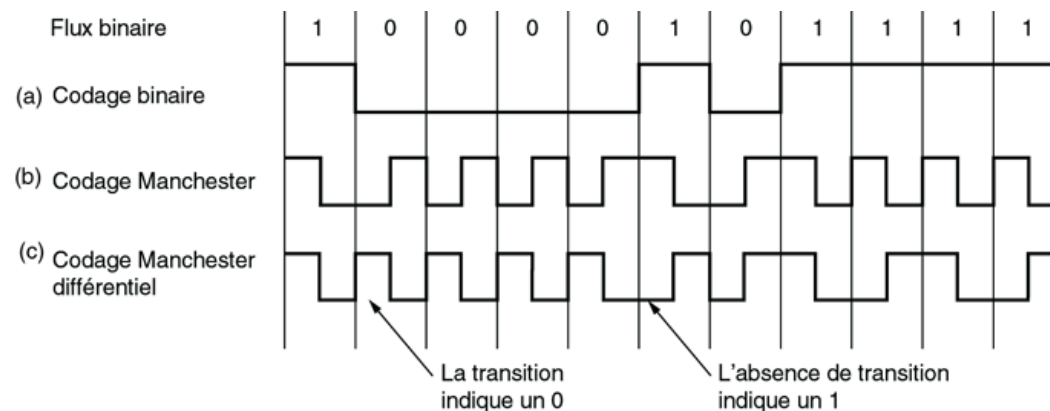 Flux binaire 1 0 0 0 0 1 0 1 1 1 1
(a) Codage binaire
(b) Codage Manchester
(c) Codage Manchester
différentiel
La transition
indique un 0
L'absence de transition
indique un 1